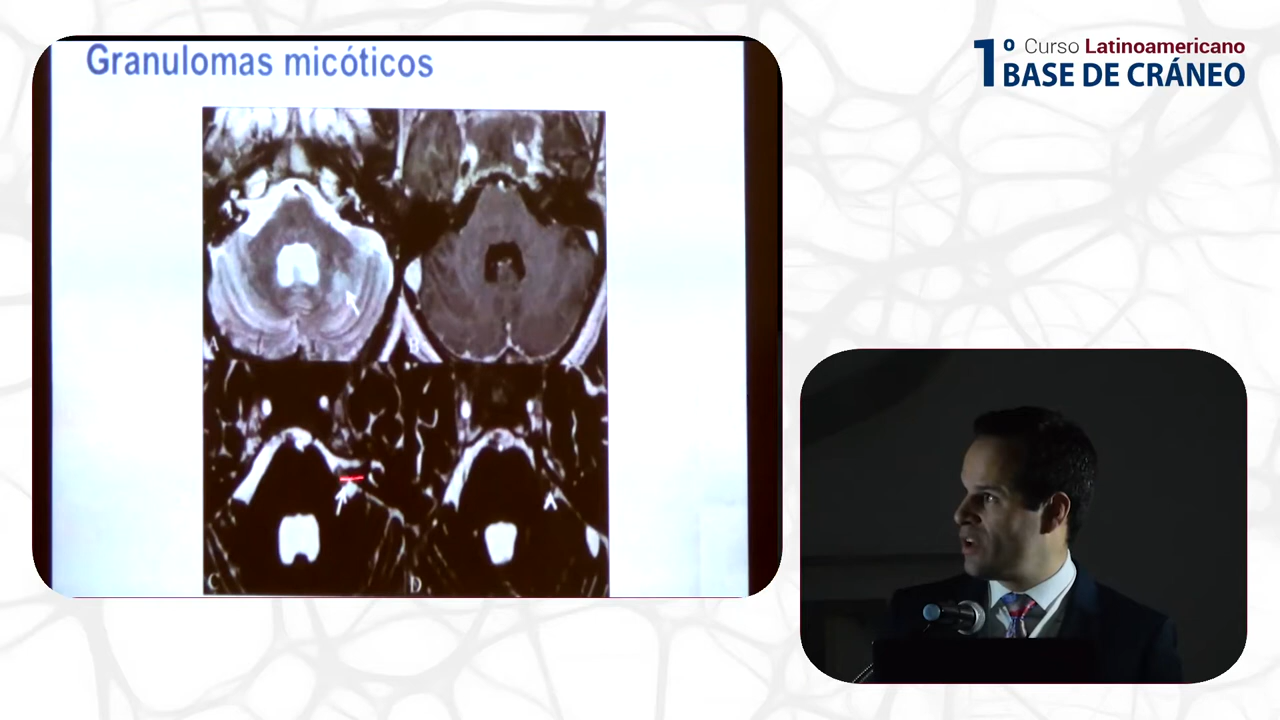 Granulomas micóticos
1º Curso Latinoamericano
BASE DE CRÁNEO
A
B
C
D